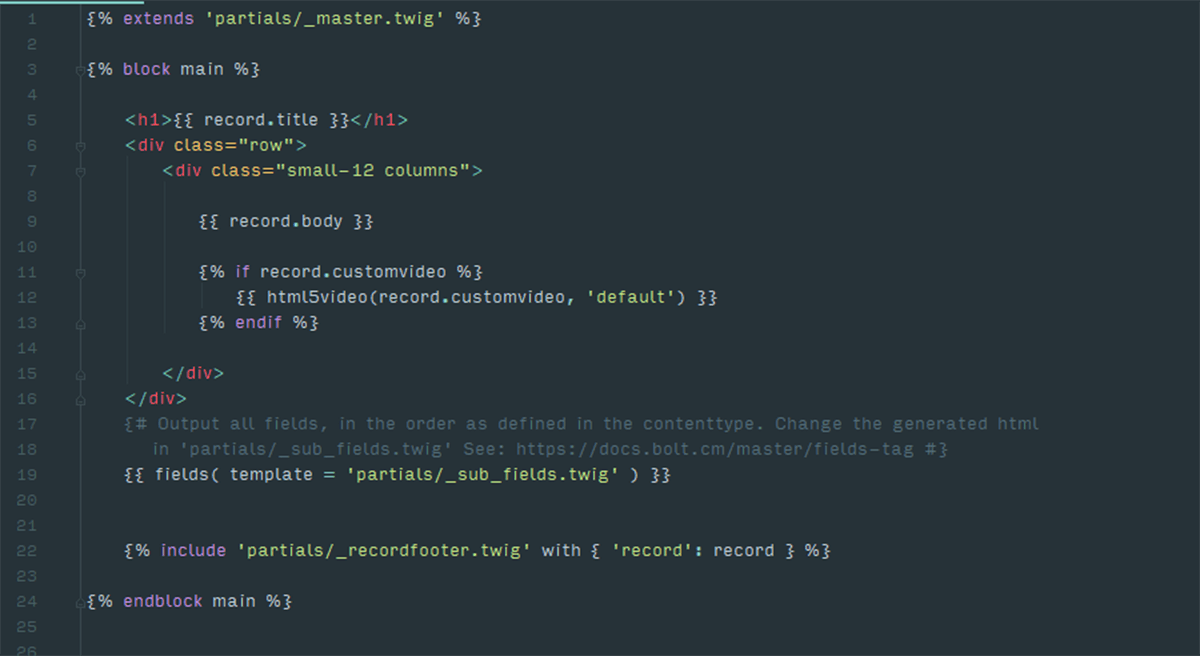 1 {% extends 'partials/_master.twig' %}
2
3 {% block main %}
4
5 <h1>{{ record.title }}</h1>
6 <div class="row">
7 <div class="small-12 columns">
8
9 {{ record.body }}
10
11 {% if record.customvideo %}
12 {{ html5video(record.customvideo, 'default') }}
13 {% endif %}
14
15 </div>
16 </div>
17 {# Output all fields, in the order as defined in the contenttype. Change the generated html
18 in 'partials/_sub_fields.twig' See: https://docs.bolt.cm/master/fields-tag #}
19 {{ fields( template = 'partials/_sub_fields.twig' ) }}
20
21
22 {% include 'partials/_recordfooter.twig' with { 'record': record } %}
23
24 {% endblock main %}
25
26